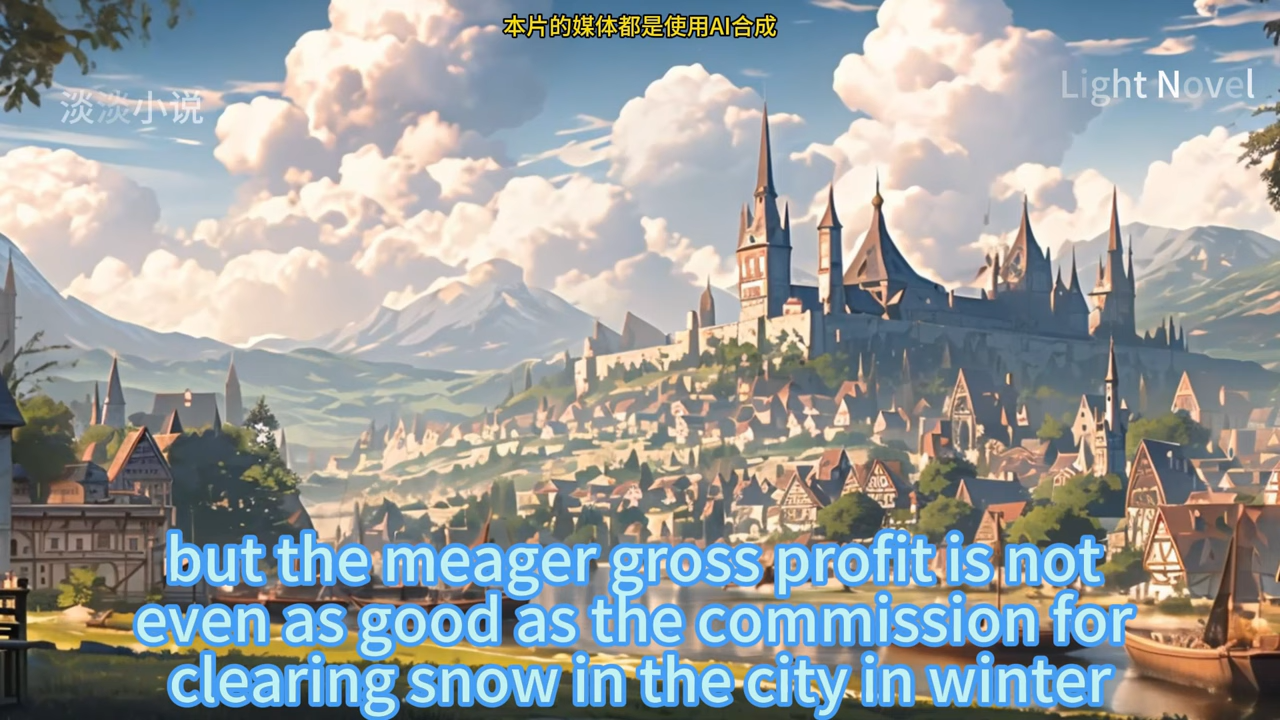 本片的媒体都是使用AI合成
淡淡小说
Light Novel
but the meager gross profit is not
even as good as the commission for
clearing snow in the city in winter